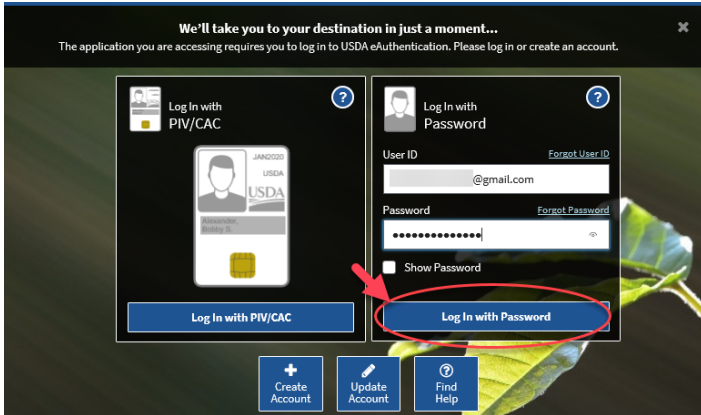 We'll take you to your destination in just a moment...
The application you are accessing requires you to log in to USDA eAuthentication. Please log in or create an account.
Log In with
PIV/CAC
JAN2020
USDA
USDA
Alexander,
Bobby S.
Log In with PIV/CAC
Log In with
Password
User ID
Forgot User ID
@gmail.com
Password
Forgot Password
Show Password
Log In with Password
Create
Account
Update
Account
Find
Help